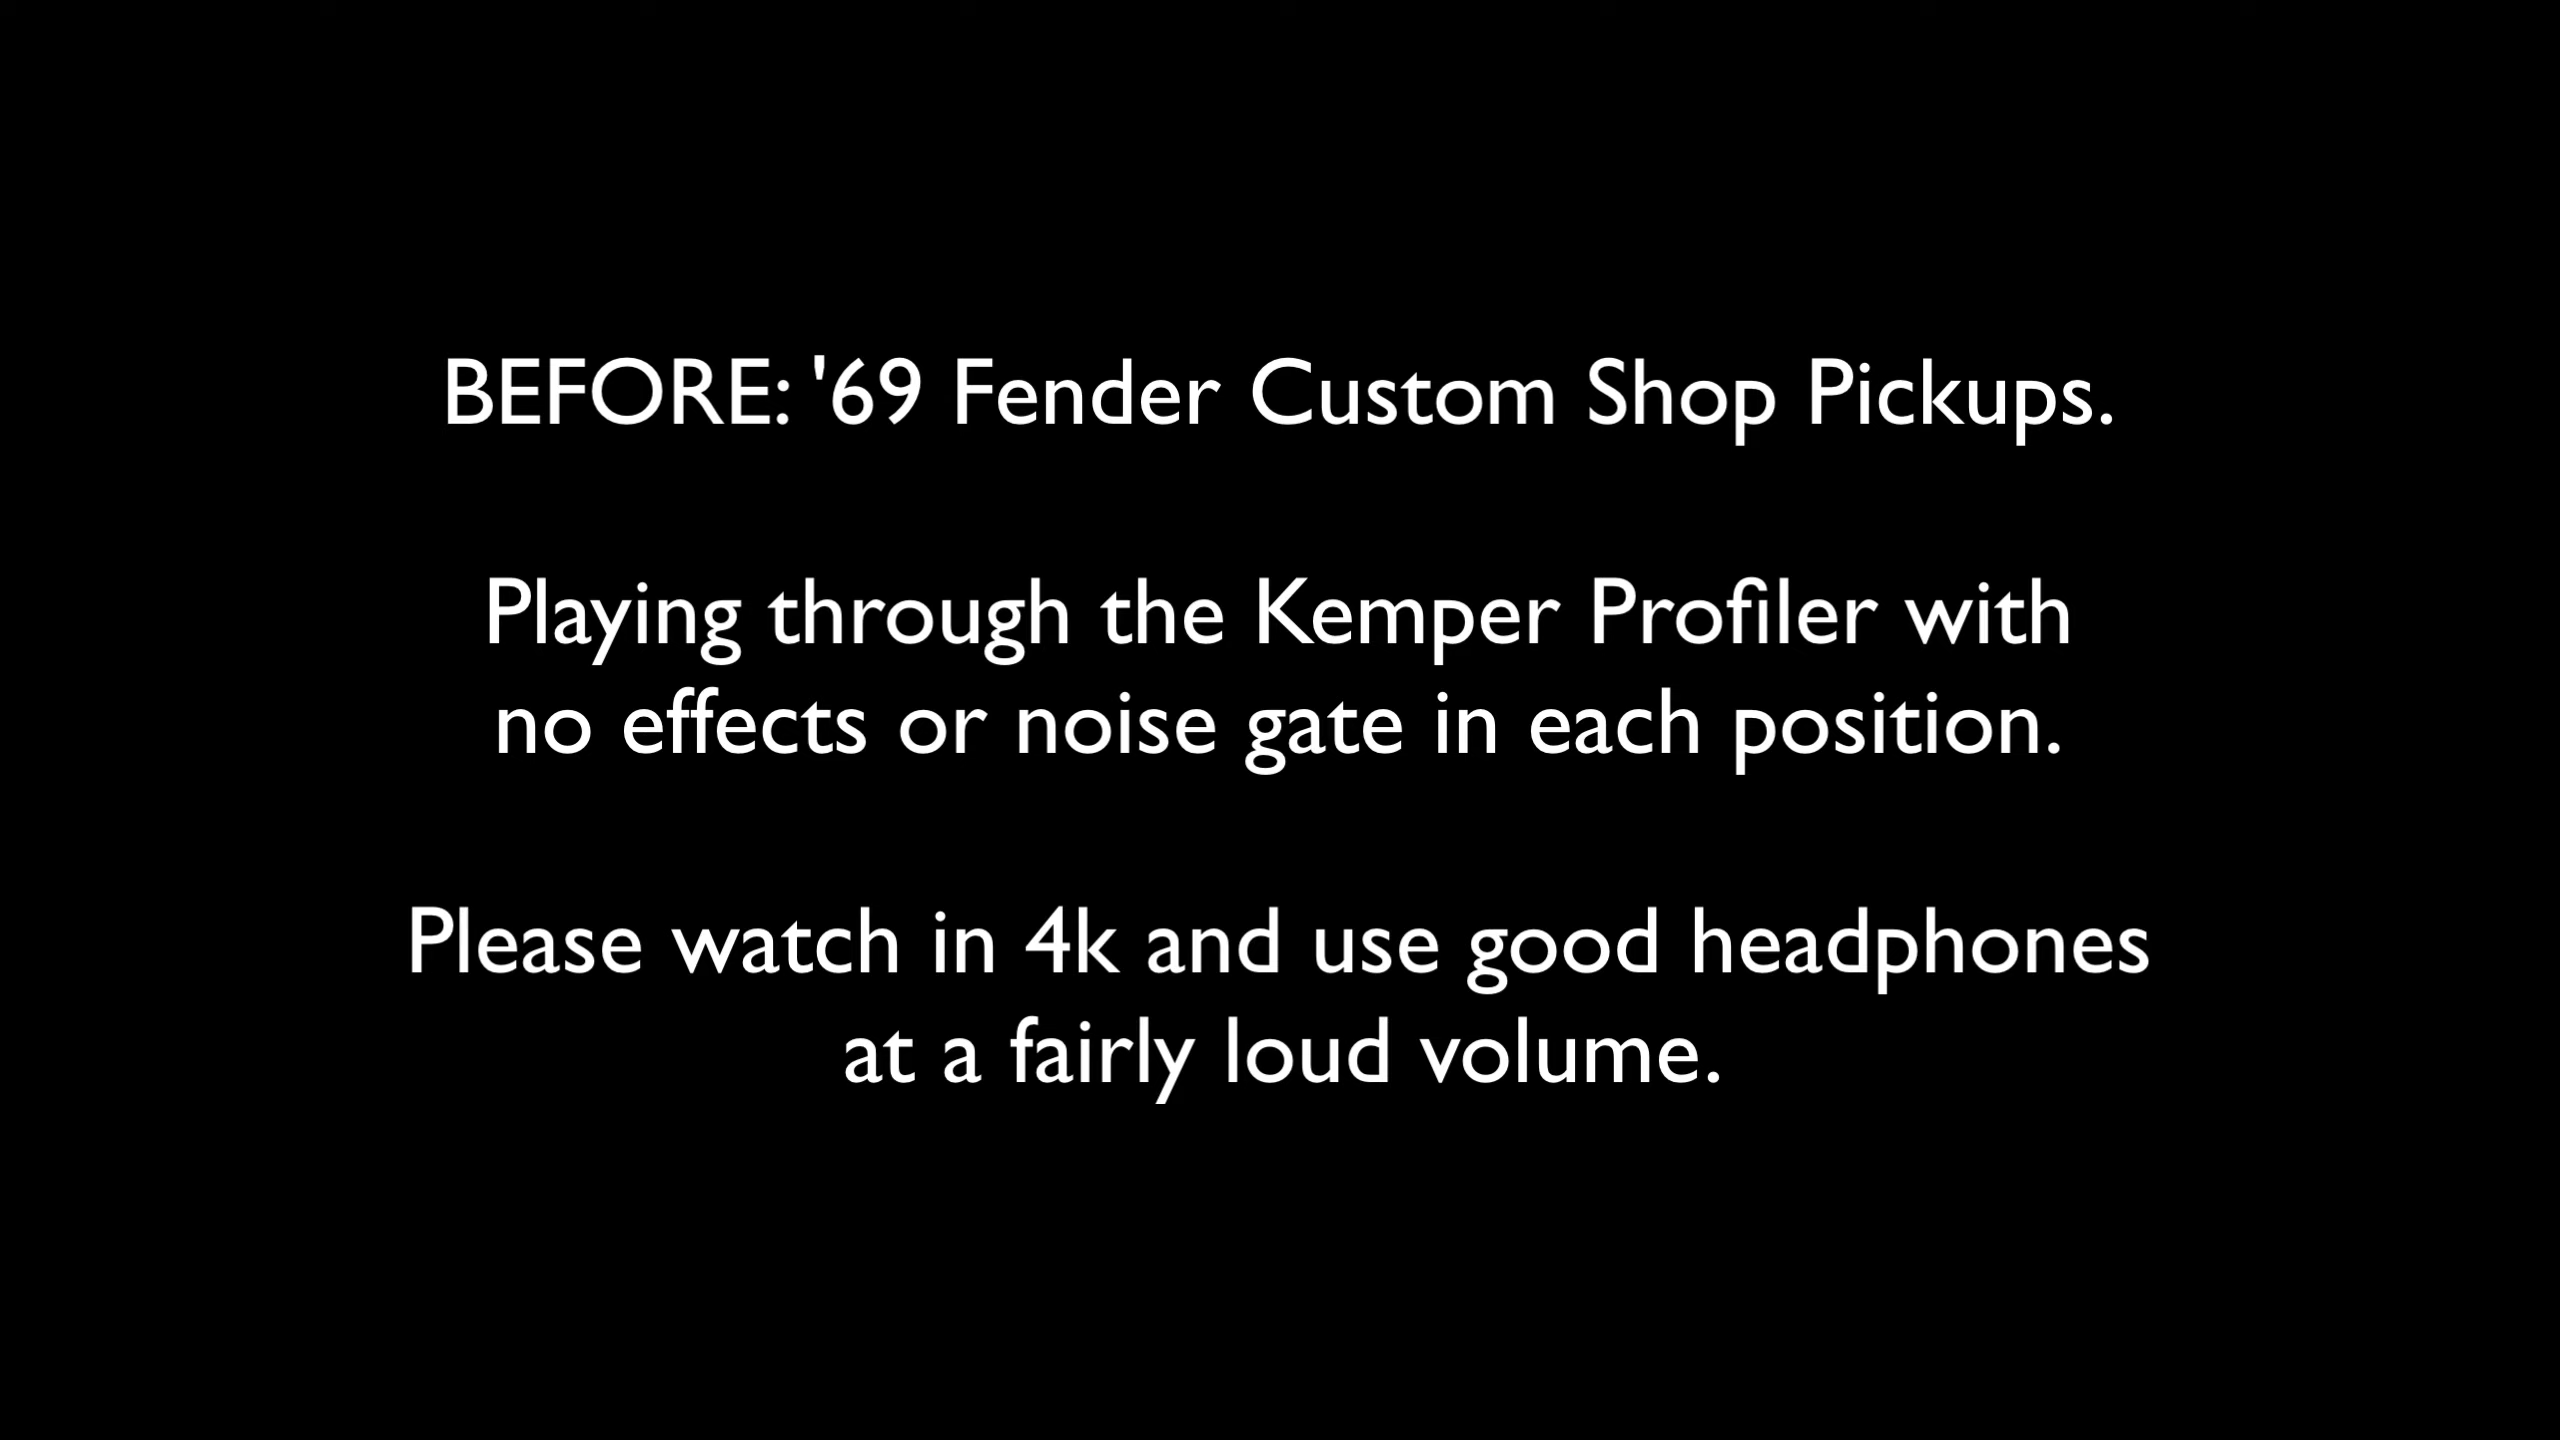 BEFORE: '69 Fender Custom Shop Pickups.
Playing through the Kemper Profiler with
no effects or noise gate in each position.
Please watch in 4k and use good headphones
at a fairly loud volume.